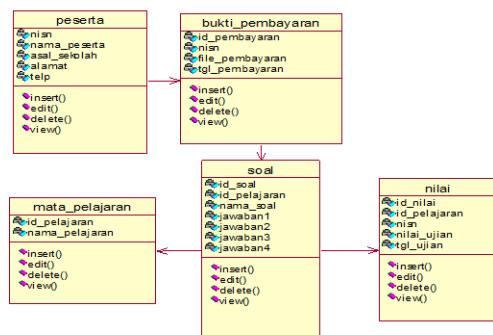 peserta
nisn
nama_peserta
asal_sekolah
alamat
telp
insert()
edit()
delete()
view()
bukti_pembayaran
id_pembayaran
nisn
file_pembayaran
tgl_pembayaran
insert()
edit()
delete()
view()
mata_pelajaran
id_pelajaran
nama_pelajaran
insert()
edit()
delete()
view()
soal
id_soal
id_pelajaran
nama_soal
jawaban1
jawaban2
jawaban3
jawaban4
insert()
edit()
delete()
view()
nilai
id_nilai
id_pelajaran
nisn
nilai_ujian
tgl_ujian
insert()
edit()
delete()
view()